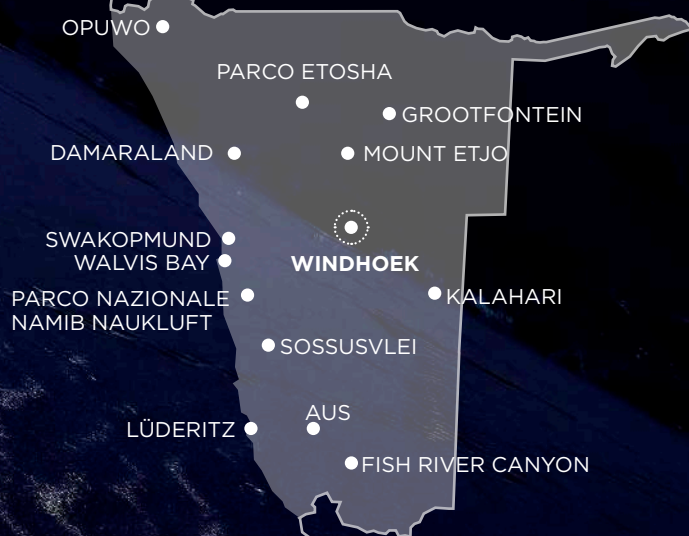 OPUWO
PARCO ETOSHA
GROOTFONTEIN
DAMARALAND
MOUNT ETJO
SWAKOPMUND
WALVIS BAY
WINDHOEK
PARCO NAZIONALE
NAMIB NAUKLUFT
KALAHARI
SOSSUSVLEI
AUS
LÜDERITZ
FISH RIVER CANYON